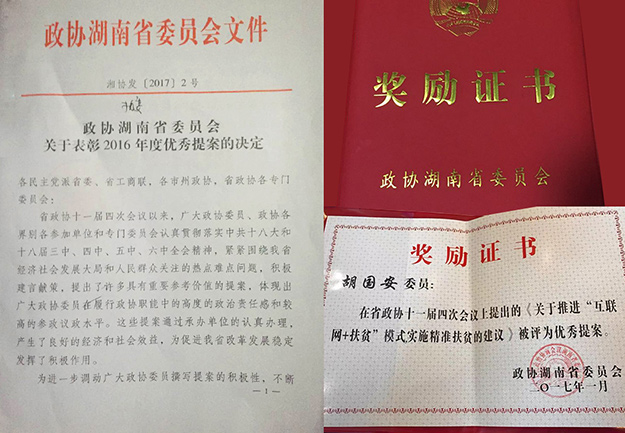 政协湖南省委员会文件
湘协发〔2017〕2号
政协湖南省委员会
关于表彰2016年度优秀提案的决定
各民主党派省委、省工商联，各市州政协，省政协各专门
委员会：
省政协十一届四次会议以来，广大政协委员、政协各
界别各参加单位和专门委员会认真贯彻落实中共十八大和
十八届三中、四中、五中、六中全会精神，紧紧围绕我省
经济社会发展大局和人民群众关注的热点难点问题，积极
建言献策，提出了许多具有重要参考价值的提案，体现出
广大政协委员在履行政协职能中的高度的政治责任感和较
高的参政议政水平。这些提案通过承办单位的认真办理，
产生了良好的经济和社会效益，为促进我省改革发展稳定
发挥了积极作用。
为进一步调动广大政协委员撰写提案的积极性，不断
—1—
奖励证书
政协湖南省委员会
奖励证书
胡国安委员：
在省政协十一届四次会议上提出的《关于推进“互联
网+扶贫”模式实施精准扶贫的建议》被评为优秀提案。
政协湖南省委员会
二〇一七年一月